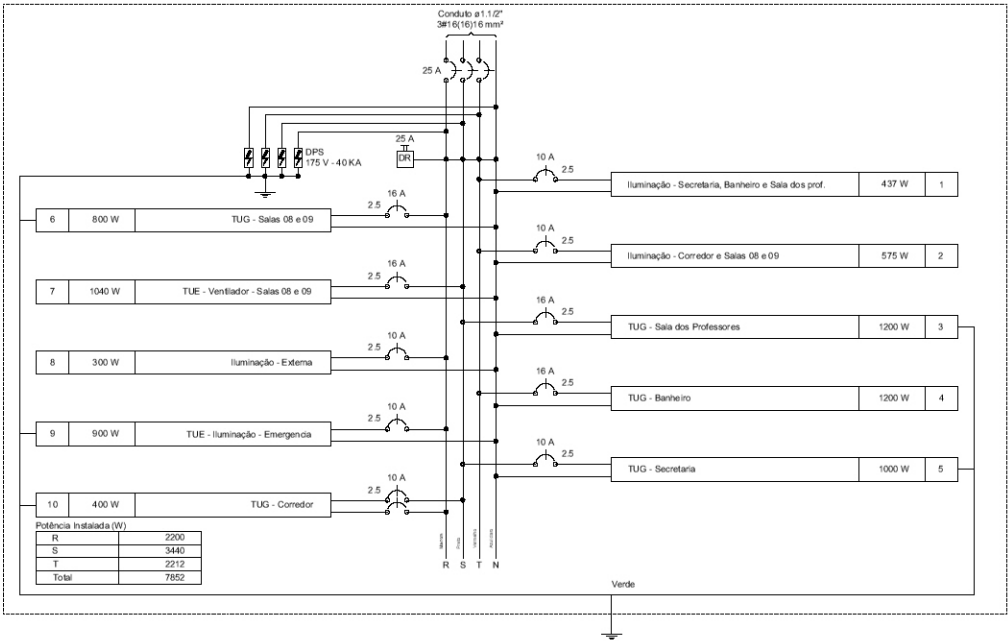 Conduto ø1.1/2"
3#16(16)16 mm²
25 A
DPS
175 V - 40 KA
25 A
DR
10 A
2.5
Iluminação - Secretaria, Banheiro e Sala dos prof. 437 W 1
16 A
2.5
6 800 W TUG - Salas 08 e 09
10 A
2.5
Iluminação - Corredor e Salas 08 e 09 575 W 2
16 A
2.5
7 1040 W TUE - Ventilador - Salas 08 e 09
16 A
2.5
TUG - Sala dos Professores 1200 W 3
10 A
2.5
8 300 W Iluminação - Externa
16 A
2.5
TUG - Banheiro 1200 W 4
10 A
2.5
9 900 W TUE - Iluminação - Emergencia
10 A
2.5
TUG - Secretaria 1000 W 5
10 A
2.5
10 400 W TUG - Corredor
Potência Instalada (W)
R 2200
S 3440
T 2212
Total 7852
R S T N
Verde